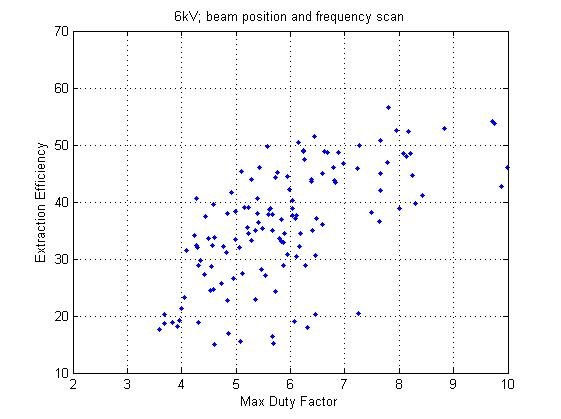 6kV; beam position and frequency scan
70
60
50
40
30
20
10
Extraction Efficiency
2 3 4 5 6 7 8 9 10
Max Duty Factor